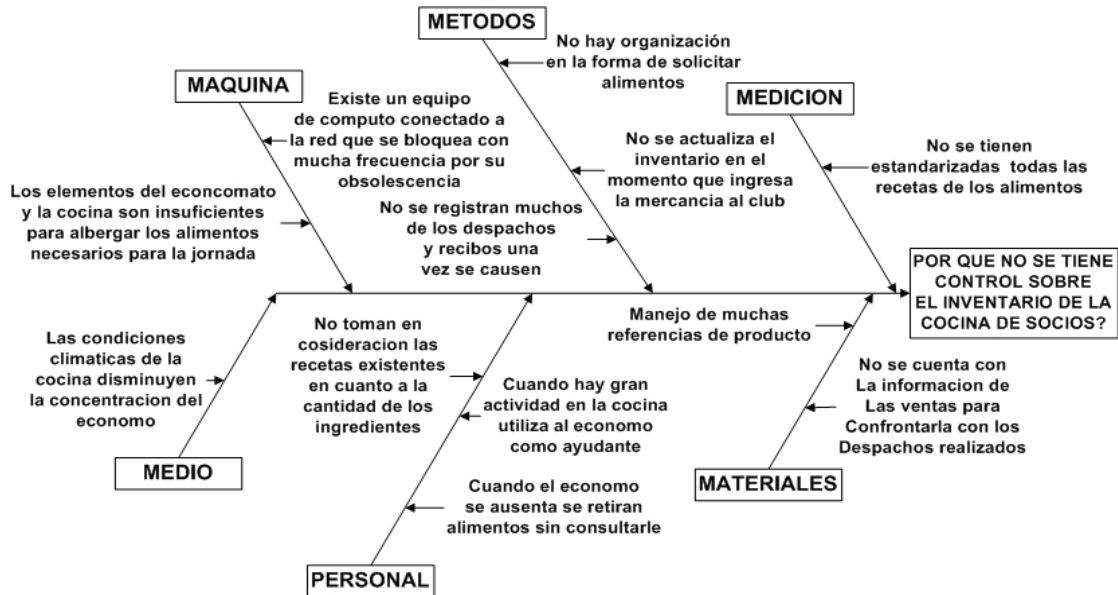 METODOS
No hay organización
en la forma de solicitar
alimentos
MAQUINA
Existe un equipo
de computo conectado a
la red que se bloquea con
mucha frecuencia por su
obsolescencia
MEDICION
No se actualiza el
inventario en el
momento que ingresa
la mercancia al club
No se tienen
estandarizadas todas las
recetas de los alimentos
Los elementos del econcomato
y la cocina son insuficientes
para albergar los alimentos
necesarios para la jornada
No se registran muchos
de los despachos
y recibos una
vez se causen
POR QUE NO SE TIENE
CONTROL SOBRE
EL INVENTARIO DE LA
COCINA DE SOCIOS?
Las condiciones
climaticas de la
cocina disminuyen
la concentracion del
economo
MEDIO
No toman en
cosideracion las
recetas existentes
en cuanto a la
cantidad de los
ingredientes
Cuando hay gran
actividad en la cocina
utiliza al economo
como ayudante
Cuando el economo
se ausenta se retiran
alimentos sin consultarle
PERSONAL
Manejo de muchas
referencias de producto
No se cuenta con
La informacion de
Las ventas para
Confrontarla con los
Despachos realizados
MATERIALES